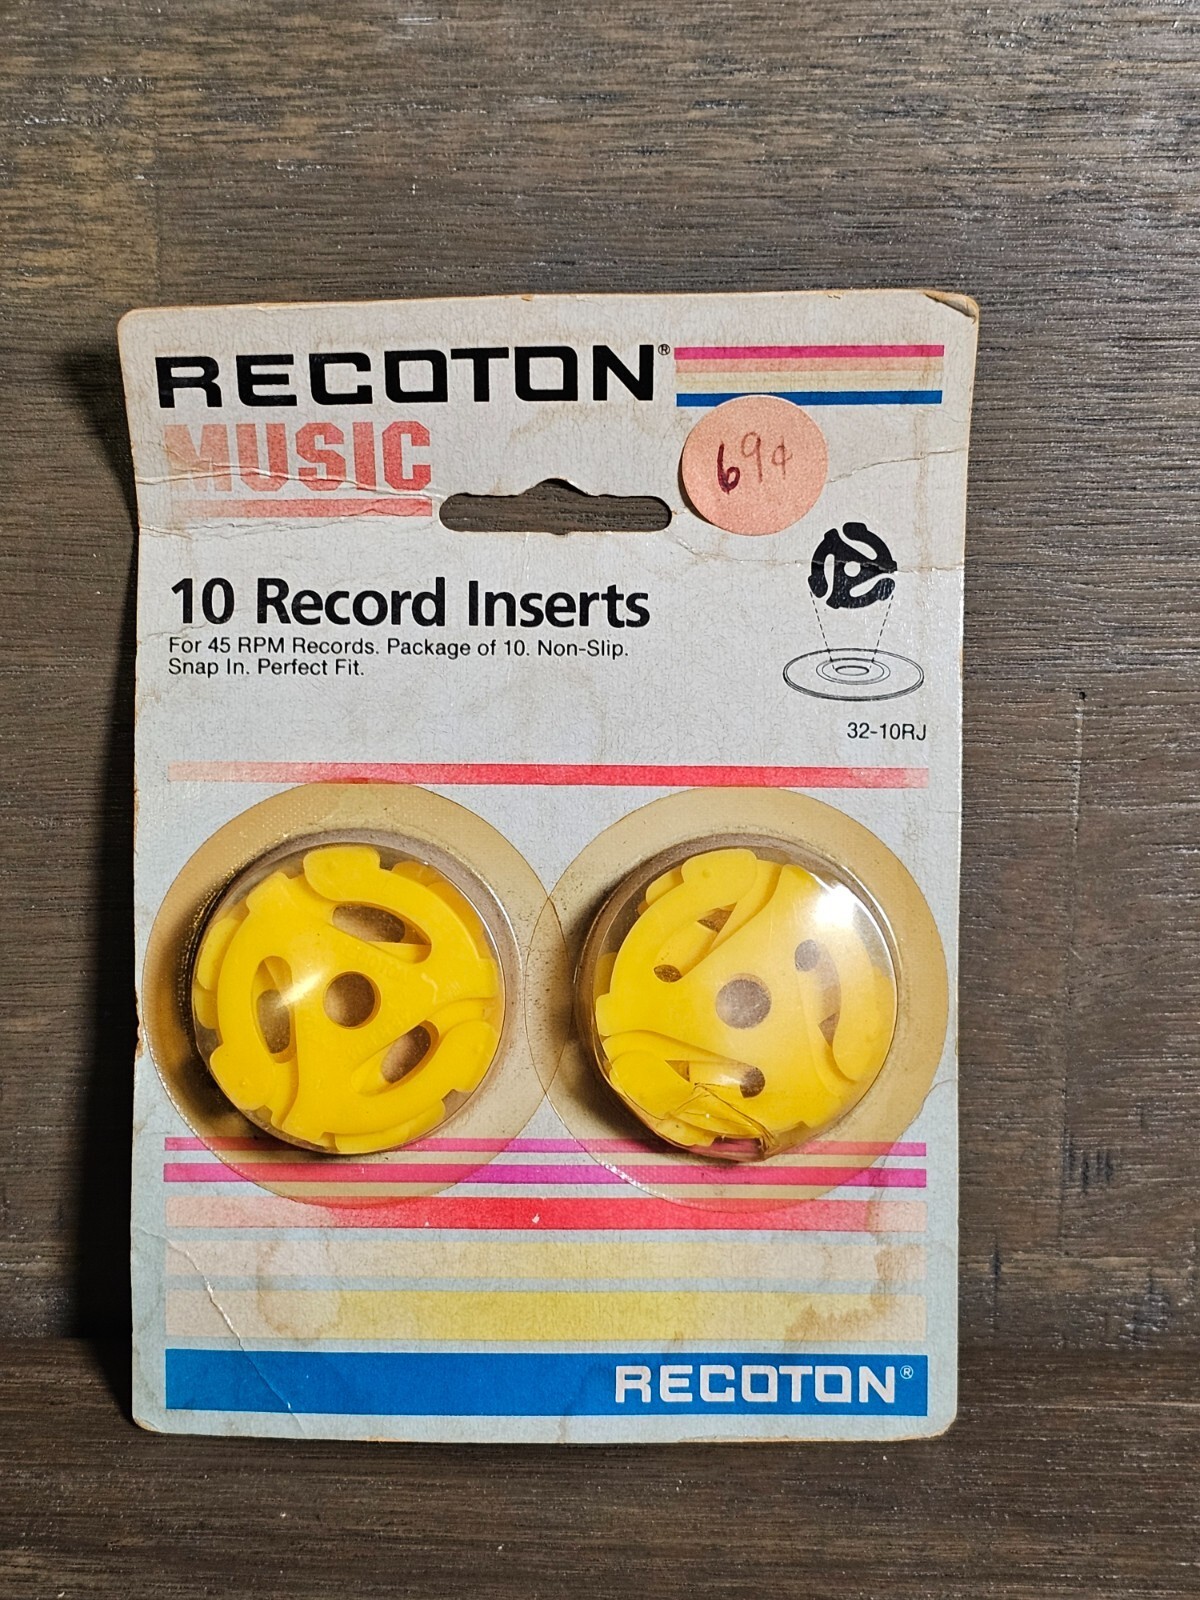 RECOTON®
MUSIC
69¢
10 Record Inserts
For 45 RPM Records. Package of 10. Non-Slip.
Snap In. Perfect Fit.
32-10RJ
RECOTON®